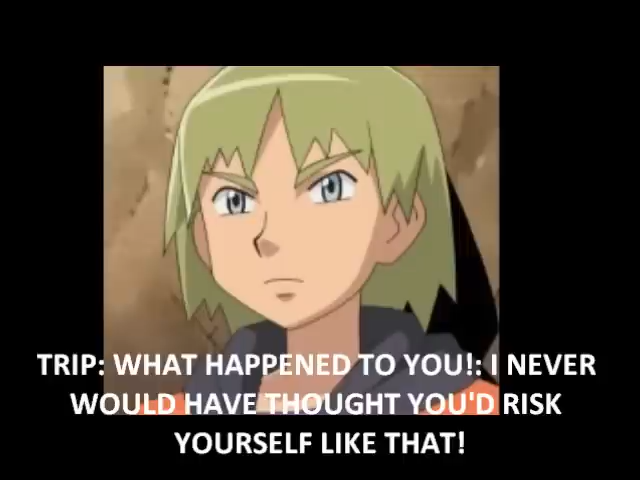 TRIP: WHAT HAPPENED TO YOU!: I NEVER
WOULD HAVE THOUGHT YOU'D RISK
YOURSELF LIKE THAT!